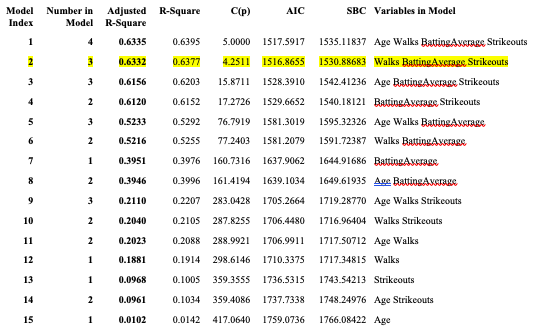 Model Index Number in Model Adjusted R-Square R-Square C(p) AIC SBC Variables in Model
1 4 0.6335 0.6395 5.0000 1517.5917 1535.11837 Age Walks BattingAverage Strikeouts
2 3 0.6332 0.6377 4.2511 1516.8655 1530.88683 Walks BattingAverage Strikeouts
3 3 0.6156 0.6203 15.8711 1528.3910 1542.41236 Age BattingAverage Strikeouts
4 2 0.6120 0.6152 17.2726 1529.6652 1540.18121 BattingAverage Strikeouts
5 3 0.5233 0.5292 76.7919 1581.3019 1595.32326 Age Walks BattingAverage
6 2 0.5216 0.5255 77.2403 1581.2079 1591.72387 Walks BattingAverage
7 1 0.3951 0.3976 160.7316 1637.9062 1644.91686 BattingAverage
8 2 0.3946 0.3996 161.4194 1639.1034 1649.61935 Age BattingAverage
9 3 0.2110 0.2207 283.0428 1705.2664 1719.28770 Age Walks Strikeouts
10 2 0.2040 0.2105 287.8255 1706.4480 1716.96404 Walks Strikeouts
11 2 0.2023 0.2088 288.9921 1706.9911 1717.50712 Age Walks
12 1 0.1881 0.1914 298.6146 1710.3375 1717.34815 Walks
13 1 0.0968 0.1005 359.3555 1736.5315 1743.54213 Strikeouts
14 2 0.0961 0.1034 359.4086 1737.7338 1748.24976 Age Strikeouts
15 1 0.0102 0.0142 417.0640 1759.0736 1766.08422 Age